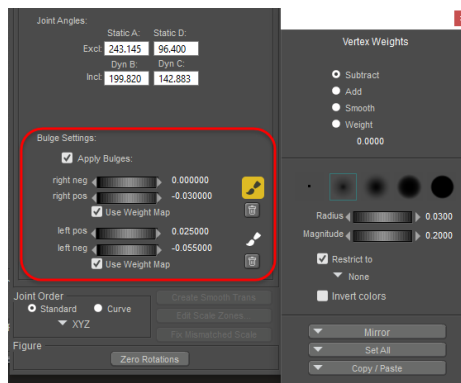 Joint Angles:
Static A: Static D:
Excl: 243.145 96.400
Dyn B: Dyn C:
Incl: 199.820 142.883
Bulge Settings:
Apply Bulges:
right neg 0.000000
right pos -0.030000
Use Weight Map
left pos 0.025000
left neg -0.055000
Use Weight Map
Joint Order
Standard Curve
XYZ
Create Smooth Trans
Edit Scale Zones
Fix Mismatched Scale
Figure
Zero Rotations
Vertex Weights
Subtract
Add
Smooth
Weight
0.0000
Radius 0.0300
Magnitude 0.2000
Restrict to
None
Invert colors
Mirror
Set All
Copy / Paste